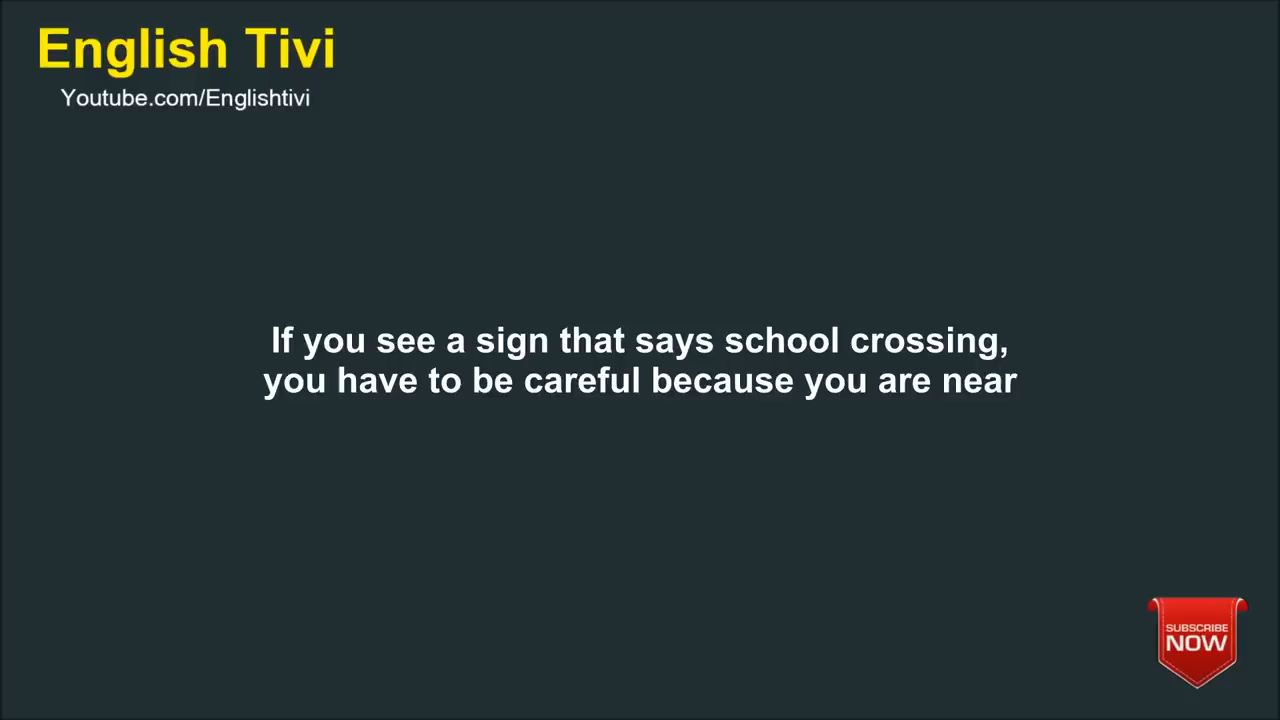 English Tivi
Youtube.com/Englishtivi
If you see a sign that says school crossing,
you have to be careful because you are near
SUBSCRIBE
NOW